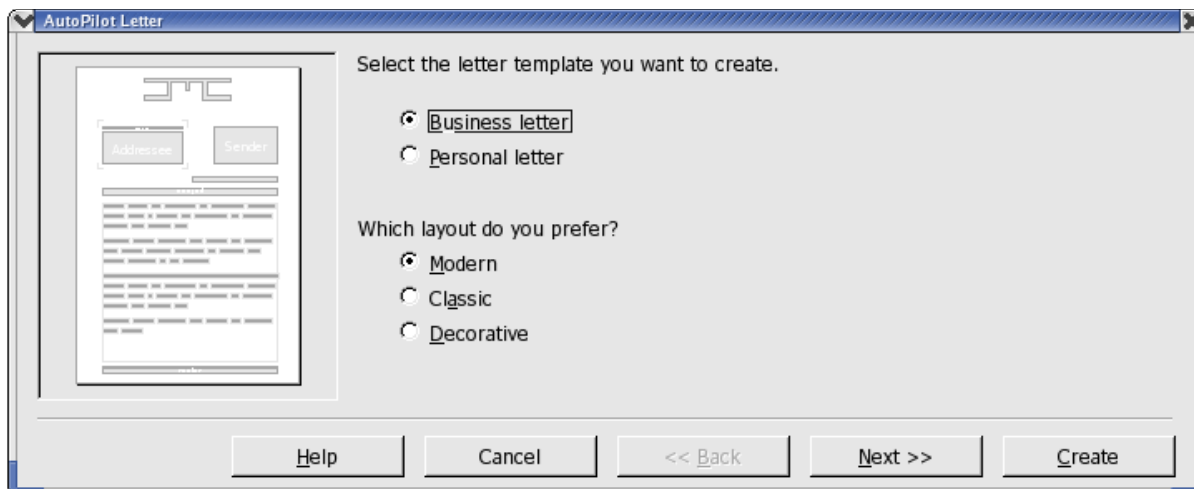 AutoPilot Letter
Select the letter template you want to create.
Business letter
Personal letter
Addressee
Sender
Which layout do you prefer?
Modern
Classic
Decorative
Help
Cancel
<< Back
Next >>
Create